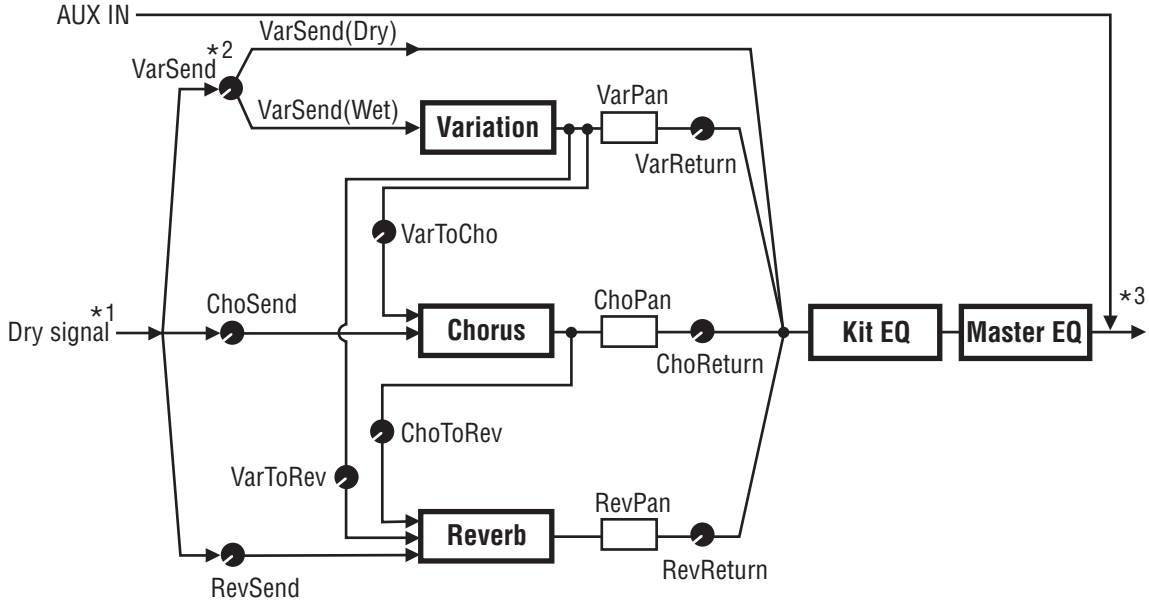 AUX IN
VarSend(Dry)
*2
VarSend
VarSend(Wet)
Variation
VarPan
VarReturn
VarToCho
*1
Dry signal
ChoSend
Chorus
ChoPan
ChoReturn
Kit EQ
Master EQ
*3
ChoToRev
VarToRev
Reverb
RevPan
RevReturn
RevSend